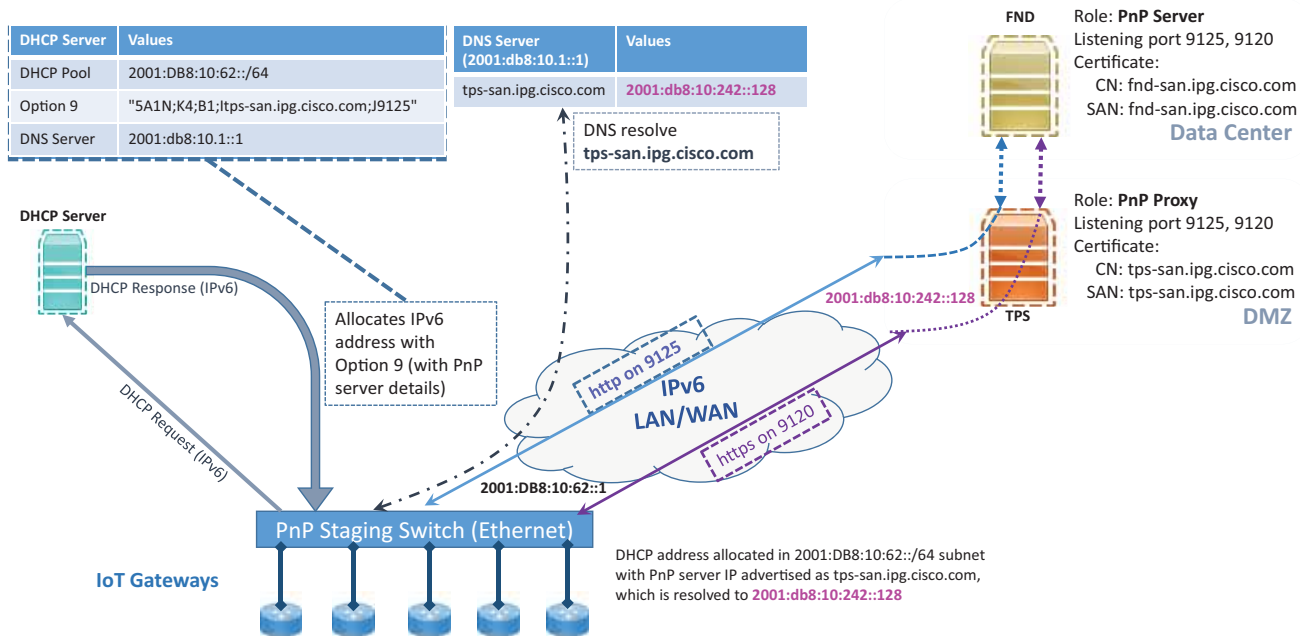 DHCP Server Values
DHCP Pool 2001:DB8:10:62::/64
Option 9 "5A1N;K4;B1;Itps-san.ipg.cisco.com;J9125"
DNS Server 2001:db8:10.1::1
DNS Server
(2001:db8:10.1::1)
Values
tps-san.ipg.cisco.com 2001:db8:10:242::128
DNS resolve
tps-san.ipg.cisco.com
FND
Role: PnP Server
Listening port 9125, 9120
Certificate:
CN: fnd-san.ipg.cisco.com
SAN: fnd-san.ipg.cisco.com
Data Center
DHCP Server
DHCP Response (IPv6)
DHCP Request (IPv6)
Allocates IPv6
address with
Option 9 (with PnP
server details)
Role: PnP Proxy
Listening port 9125, 9120
Certificate:
CN: tps-san.ipg.cisco.com
SAN: tps-san.ipg.cisco.com
DMZ
TPS
2001:db8:10:242::128
http on 9125
IPv6
LAN/WAN
https on 9120
2001:DB8:10:62::1
PnP Staging Switch (Ethernet)
IoT Gateways
DHCP address allocated in 2001:DB8:10:62::/64 subnet
with PnP server IP advertised as tps-san.ipg.cisco.com,
which is resolved to 2001:db8:10:242::128